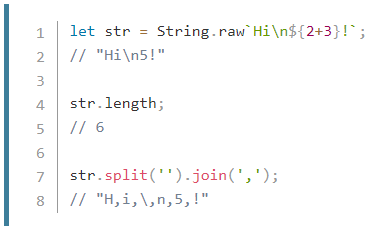 1 let str = String.raw`Hi\n${2+3}!`;
2 // "Hi\n5!"
3
4 str.length;
5 // 6
6
7 str.split('').join(',');
8 // "H,i,\,n,5,!"